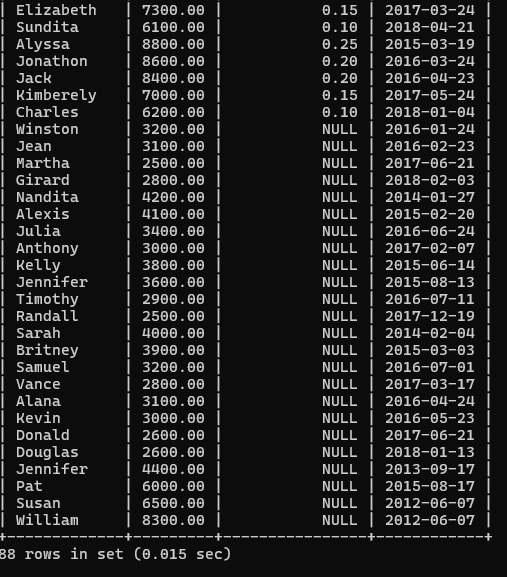 | Elizabeth | 7300.00 | 0.15 | 2017-03-24 |
| Sundita | 6100.00 | 0.10 | 2018-04-21 |
| Alyssa | 8800.00 | 0.25 | 2015-03-19 |
| Jonathon | 8600.00 | 0.20 | 2016-03-24 |
| Jack | 8400.00 | 0.20 | 2016-04-23 |
| Kimberely | 7000.00 | 0.15 | 2017-05-24 |
| Charles | 6200.00 | 0.10 | 2018-01-04 |
| Winston | 3200.00 | NULL | 2016-01-24 |
| Jean | 3100.00 | NULL | 2016-02-23 |
| Martha | 2500.00 | NULL | 2017-06-21 |
| Girard | 2800.00 | NULL | 2018-02-03 |
| Nandita | 4200.00 | NULL | 2014-01-27 |
| Alexis | 4100.00 | NULL | 2015-02-20 |
| Julia | 3400.00 | NULL | 2016-06-24 |
| Anthony | 3000.00 | NULL | 2017-02-07 |
| Kelly | 3800.00 | NULL | 2015-06-14 |
| Jennifer | 3600.00 | NULL | 2015-08-13 |
| Timothy | 2900.00 | NULL | 2016-07-11 |
| Randall | 2500.00 | NULL | 2017-12-19 |
| Sarah | 4000.00 | NULL | 2014-02-04 |
| Britney | 3900.00 | NULL | 2015-03-03 |
| Samuel | 3200.00 | NULL | 2016-07-01 |
| Vance | 2800.00 | NULL | 2017-03-17 |
| Alana | 3100.00 | NULL | 2016-04-24 |
| Kevin | 3000.00 | NULL | 2016-05-23 |
| Donald | 2600.00 | NULL | 2017-06-21 |
| Douglas | 2600.00 | NULL | 2018-01-13 |
| Jennifer | 4400.00 | NULL | 2013-09-17 |
| Pat | 6000.00 | NULL | 2015-08-17 |
| Susan | 6500.00 | NULL | 2012-06-07 |
| William | 8300.00 | NULL | 2012-06-07 |
+-------------+---------+----------------+------------+
88 rows in set (0.015 sec)